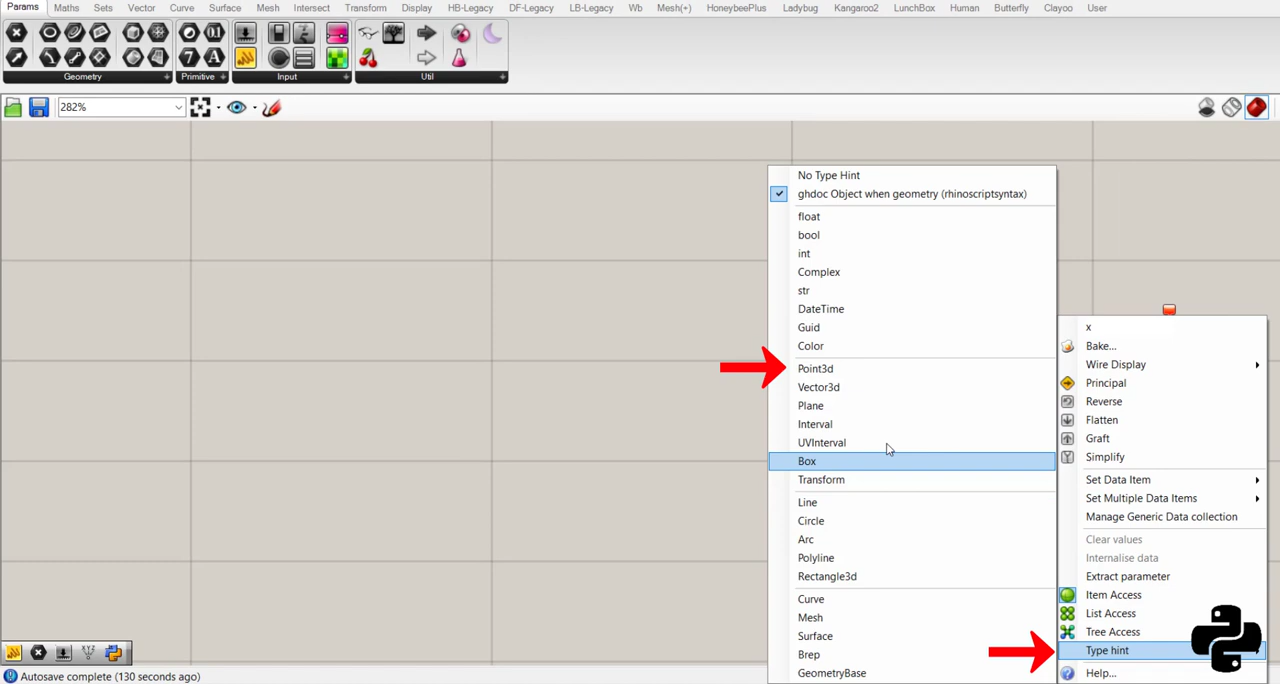 Params Maths Sets Vector Curve Surface Mesh Intersect Transform Display HB-Legacy DF-Legacy LB-Legacy Wb Mesh(+) HoneybeePlus Ladybug Kangaroo2 LunchBox Human Butterfly Clayoo User
0.1
7 A
Geometry Primitive Input Util
282%
No Type Hint
ghdoc Object when geometry (rhinoscriptsyntax)
float
bool
int
Complex
str
DateTime
Guid
Color
Point3d
Vector3d
Plane
Interval
UVInterval
Box
Transform
Line
Circle
Arc
Polyline
Rectangle3d
Curve
Mesh
Surface
Brep
GeometryBase
x
Bake...
Wire Display
Principal
Reverse
Flatten
Graft
Simplify
Set Data Item
Set Multiple Data Items
Manage Generic Data collection
Clear values
Internalise data
Extract parameter
Item Access
List Access
Tree Access
Type hint
Help...
Autosave complete (130 seconds ago)